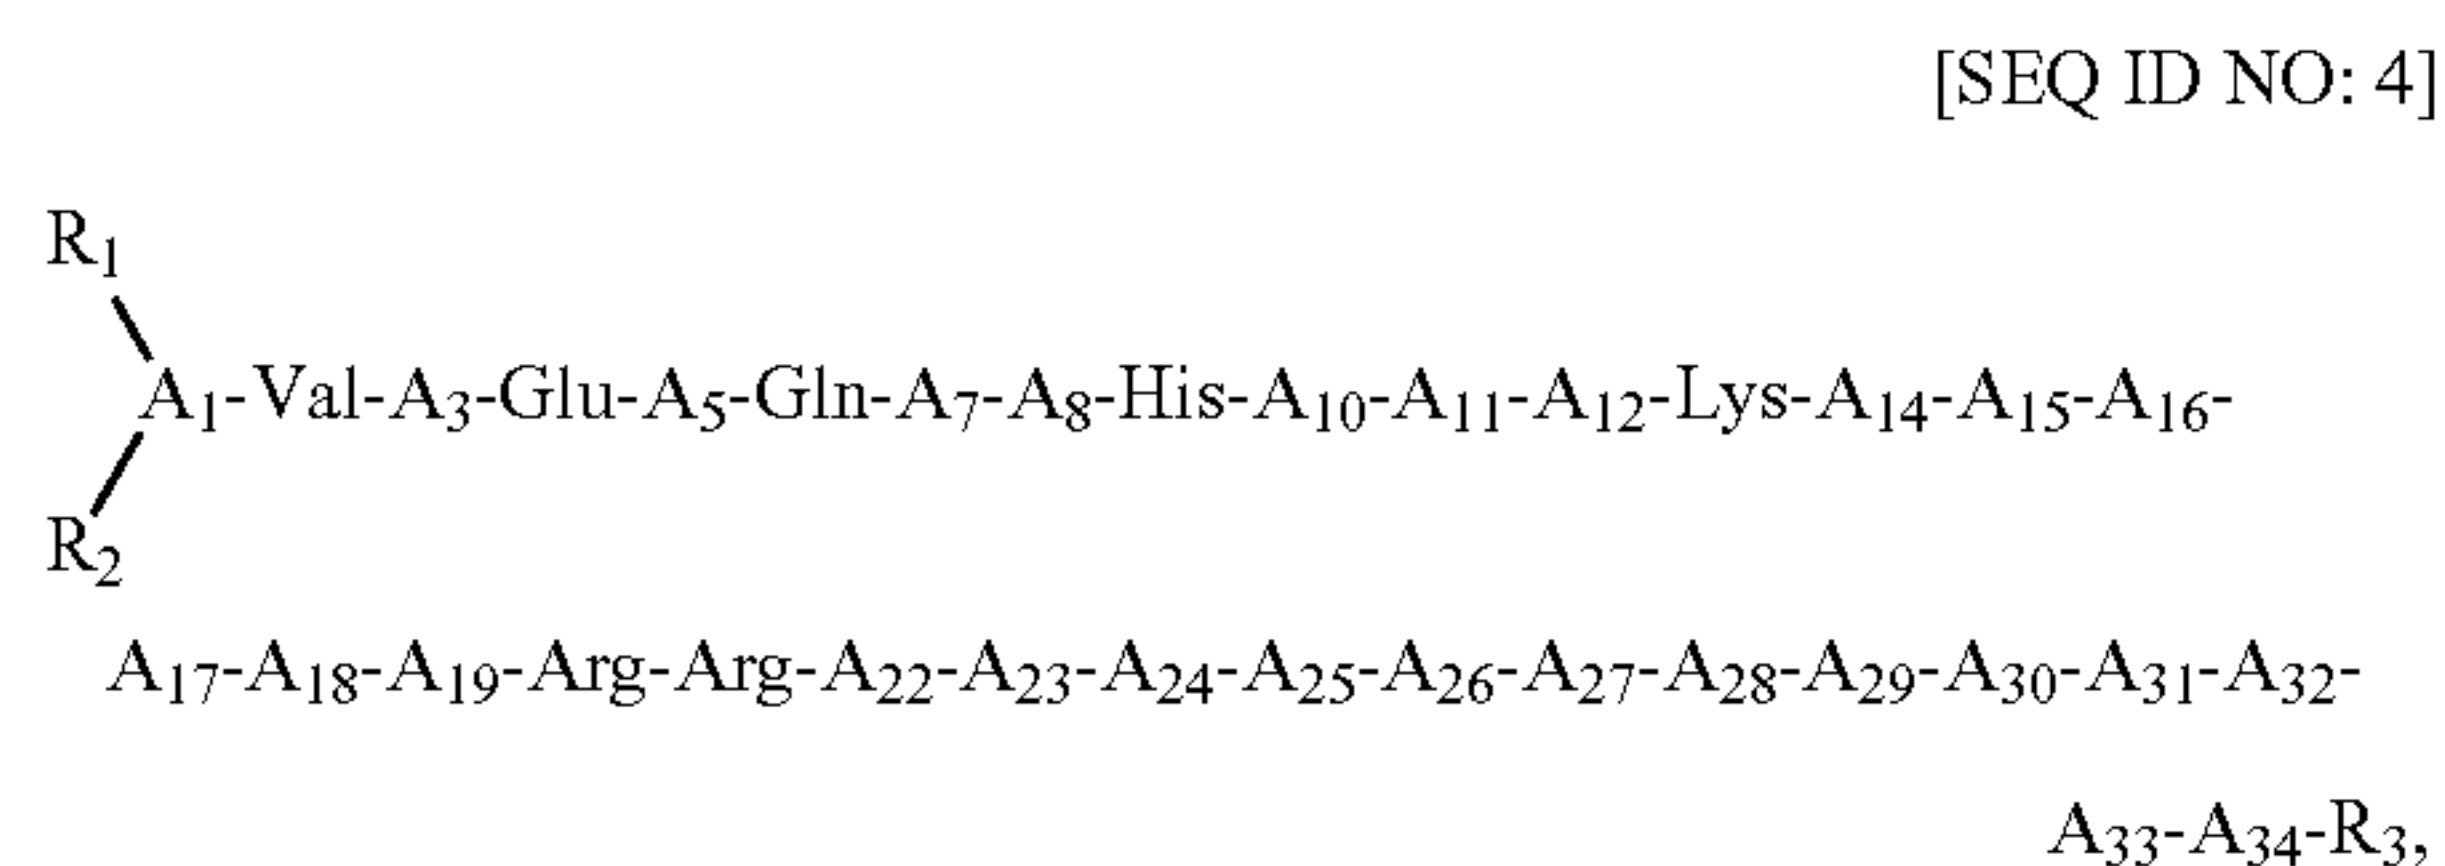 [SEQ ID NO: 4]
R₁
A₁-Val-A₃-Glu-A₅-Gln-A₇-A₈-His-A₁₀-A₁₁-A₁₂-Lys-A₁₄-A₁₅-A₁₆-
R₂
A₁₇-A₁₈-A₁₉-Arg-Arg-A₂₂-A₂₃-A₂₄-A₂₅-A₂₆-A₂₇-A₂₈-A₂₉-A₃₀-A₃₁-A₃₂-
A₃₃-A₃₄-R₃,